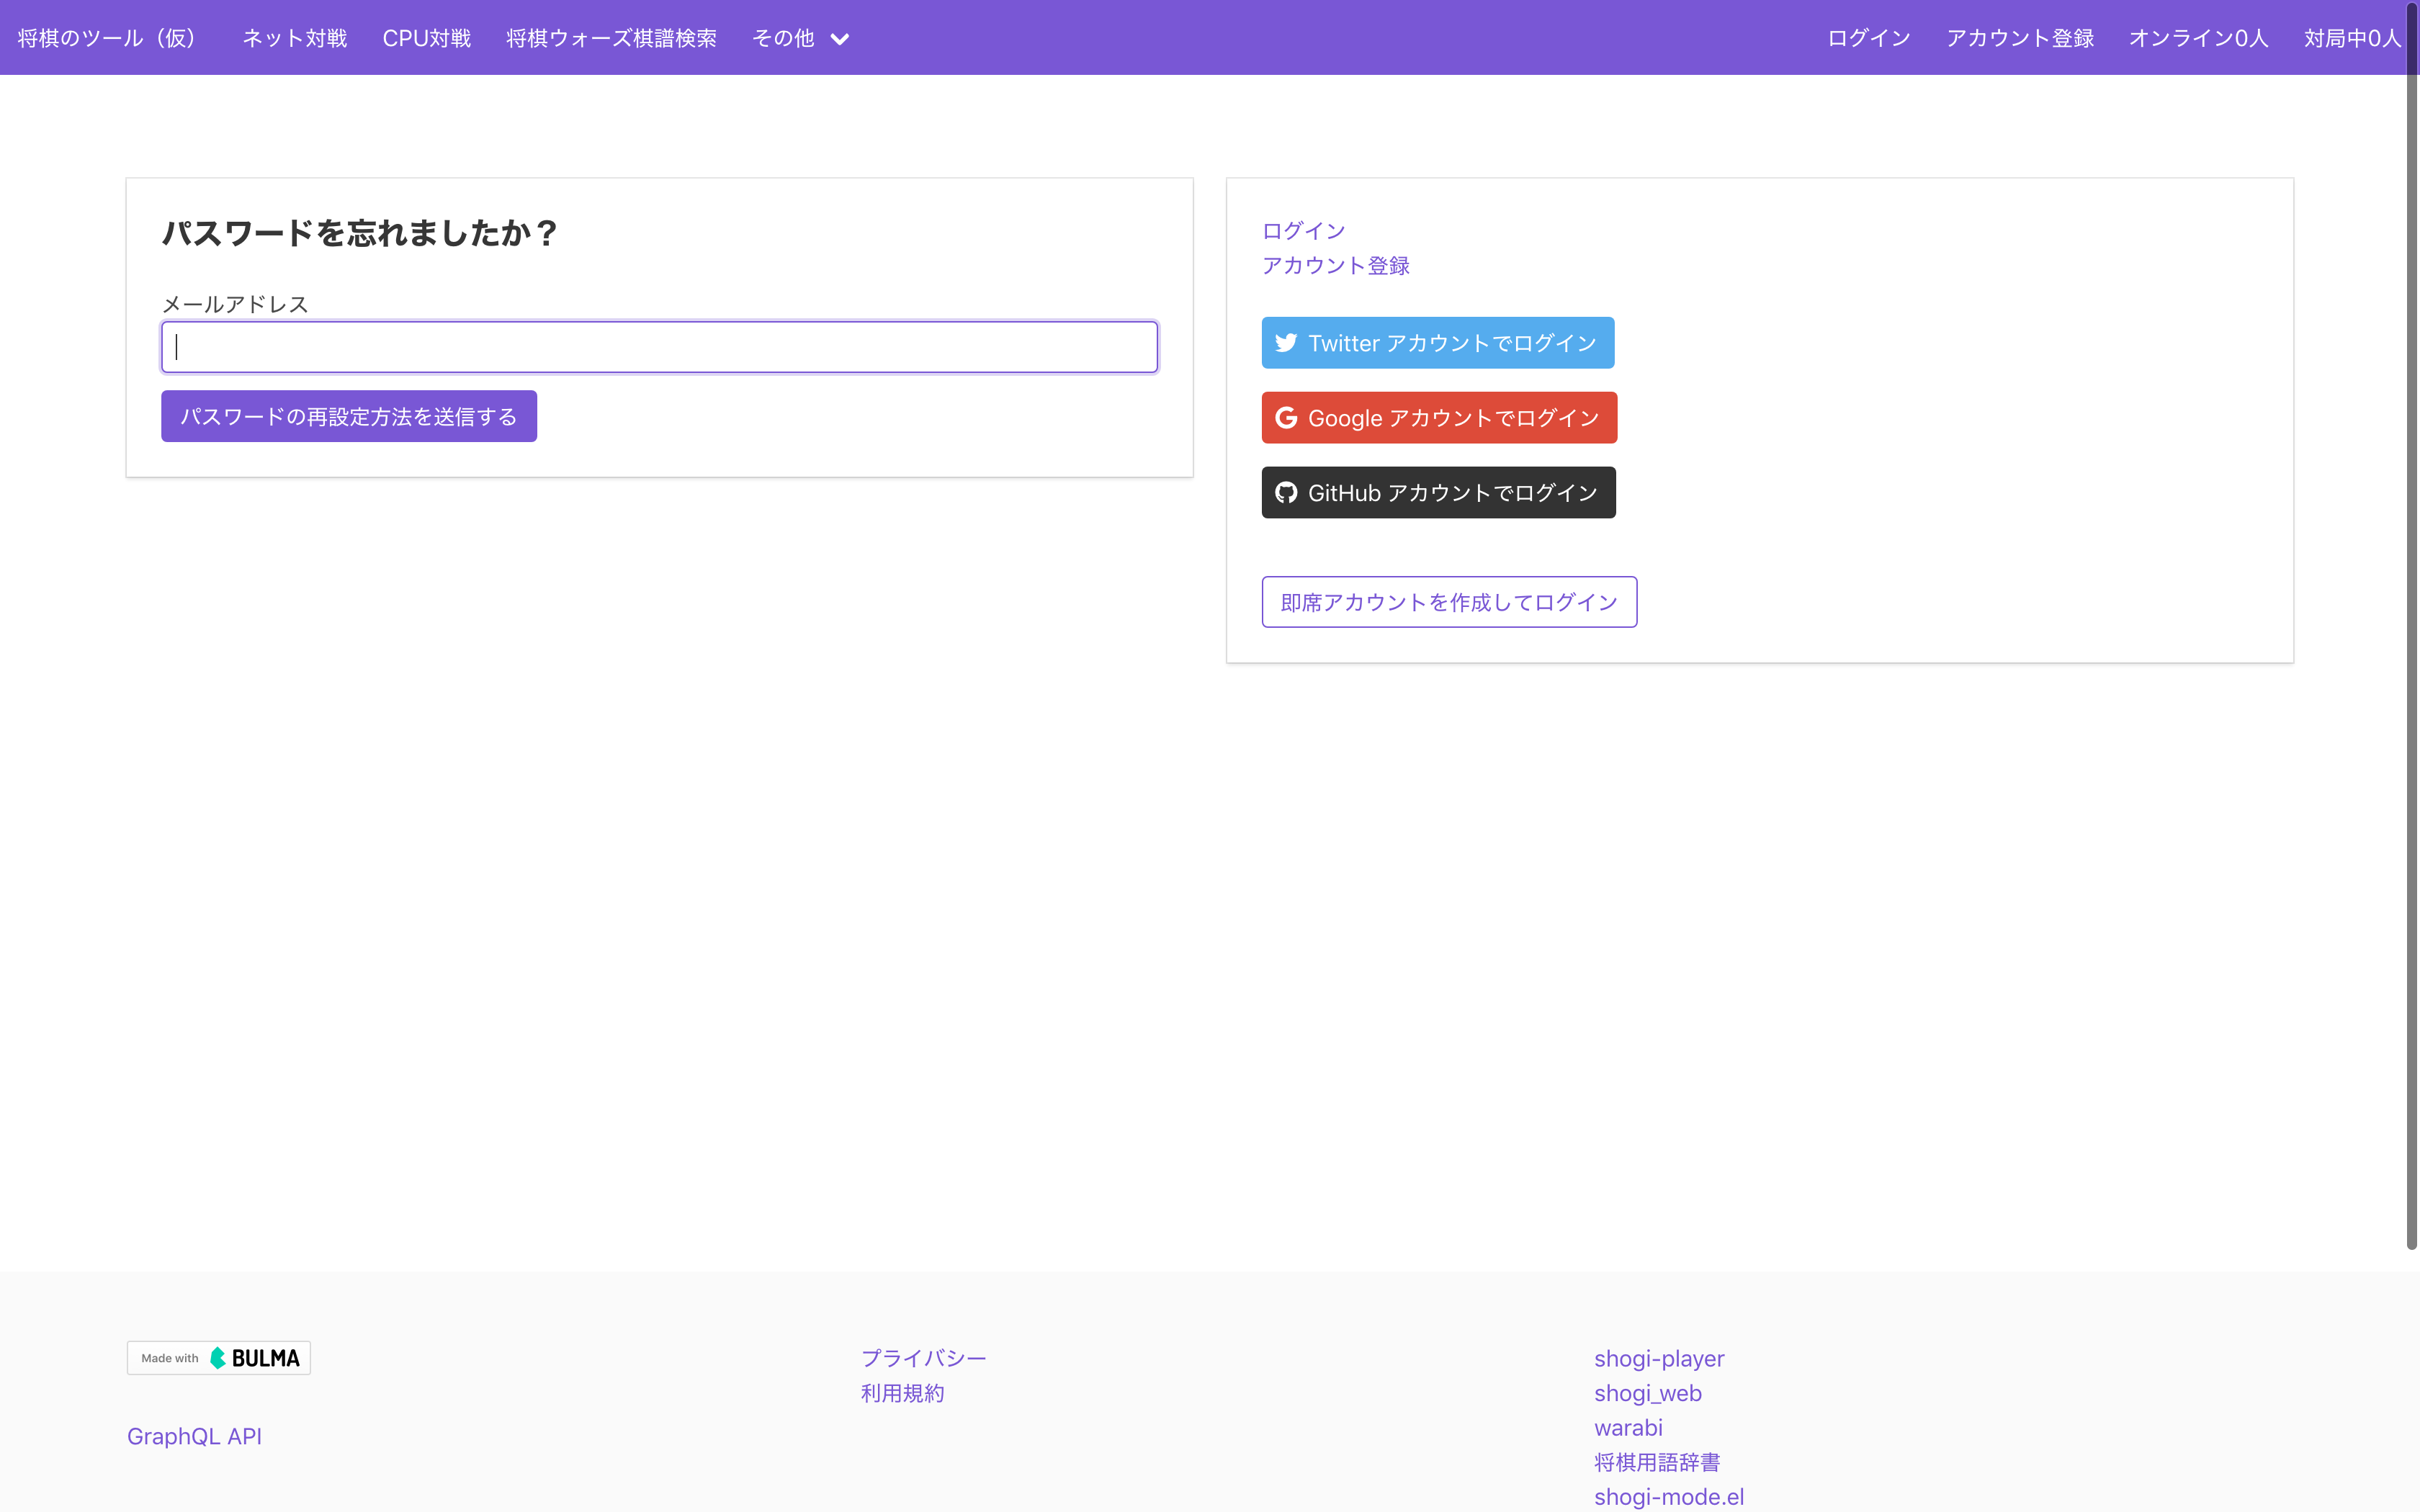 将棋のツール（仮） ネット対戦 CPU対戦 将棋ウォーズ棋譜検索 その他 ログイン アカウント登録 オンライン0人 対局中0人
パスワードを忘れましたか？
メールアドレス
パスワードの再設定方法を送信する
ログイン
アカウント登録
Twitter アカウントでログイン
Google アカウントでログイン
GitHub アカウントでログイン
即席アカウントを作成してログイン
Made with BULMA
GraphQL API
プライバシー
利用規約
shogi-player
shogi_web
warabi
将棋用語辞書
shogi-mode.el